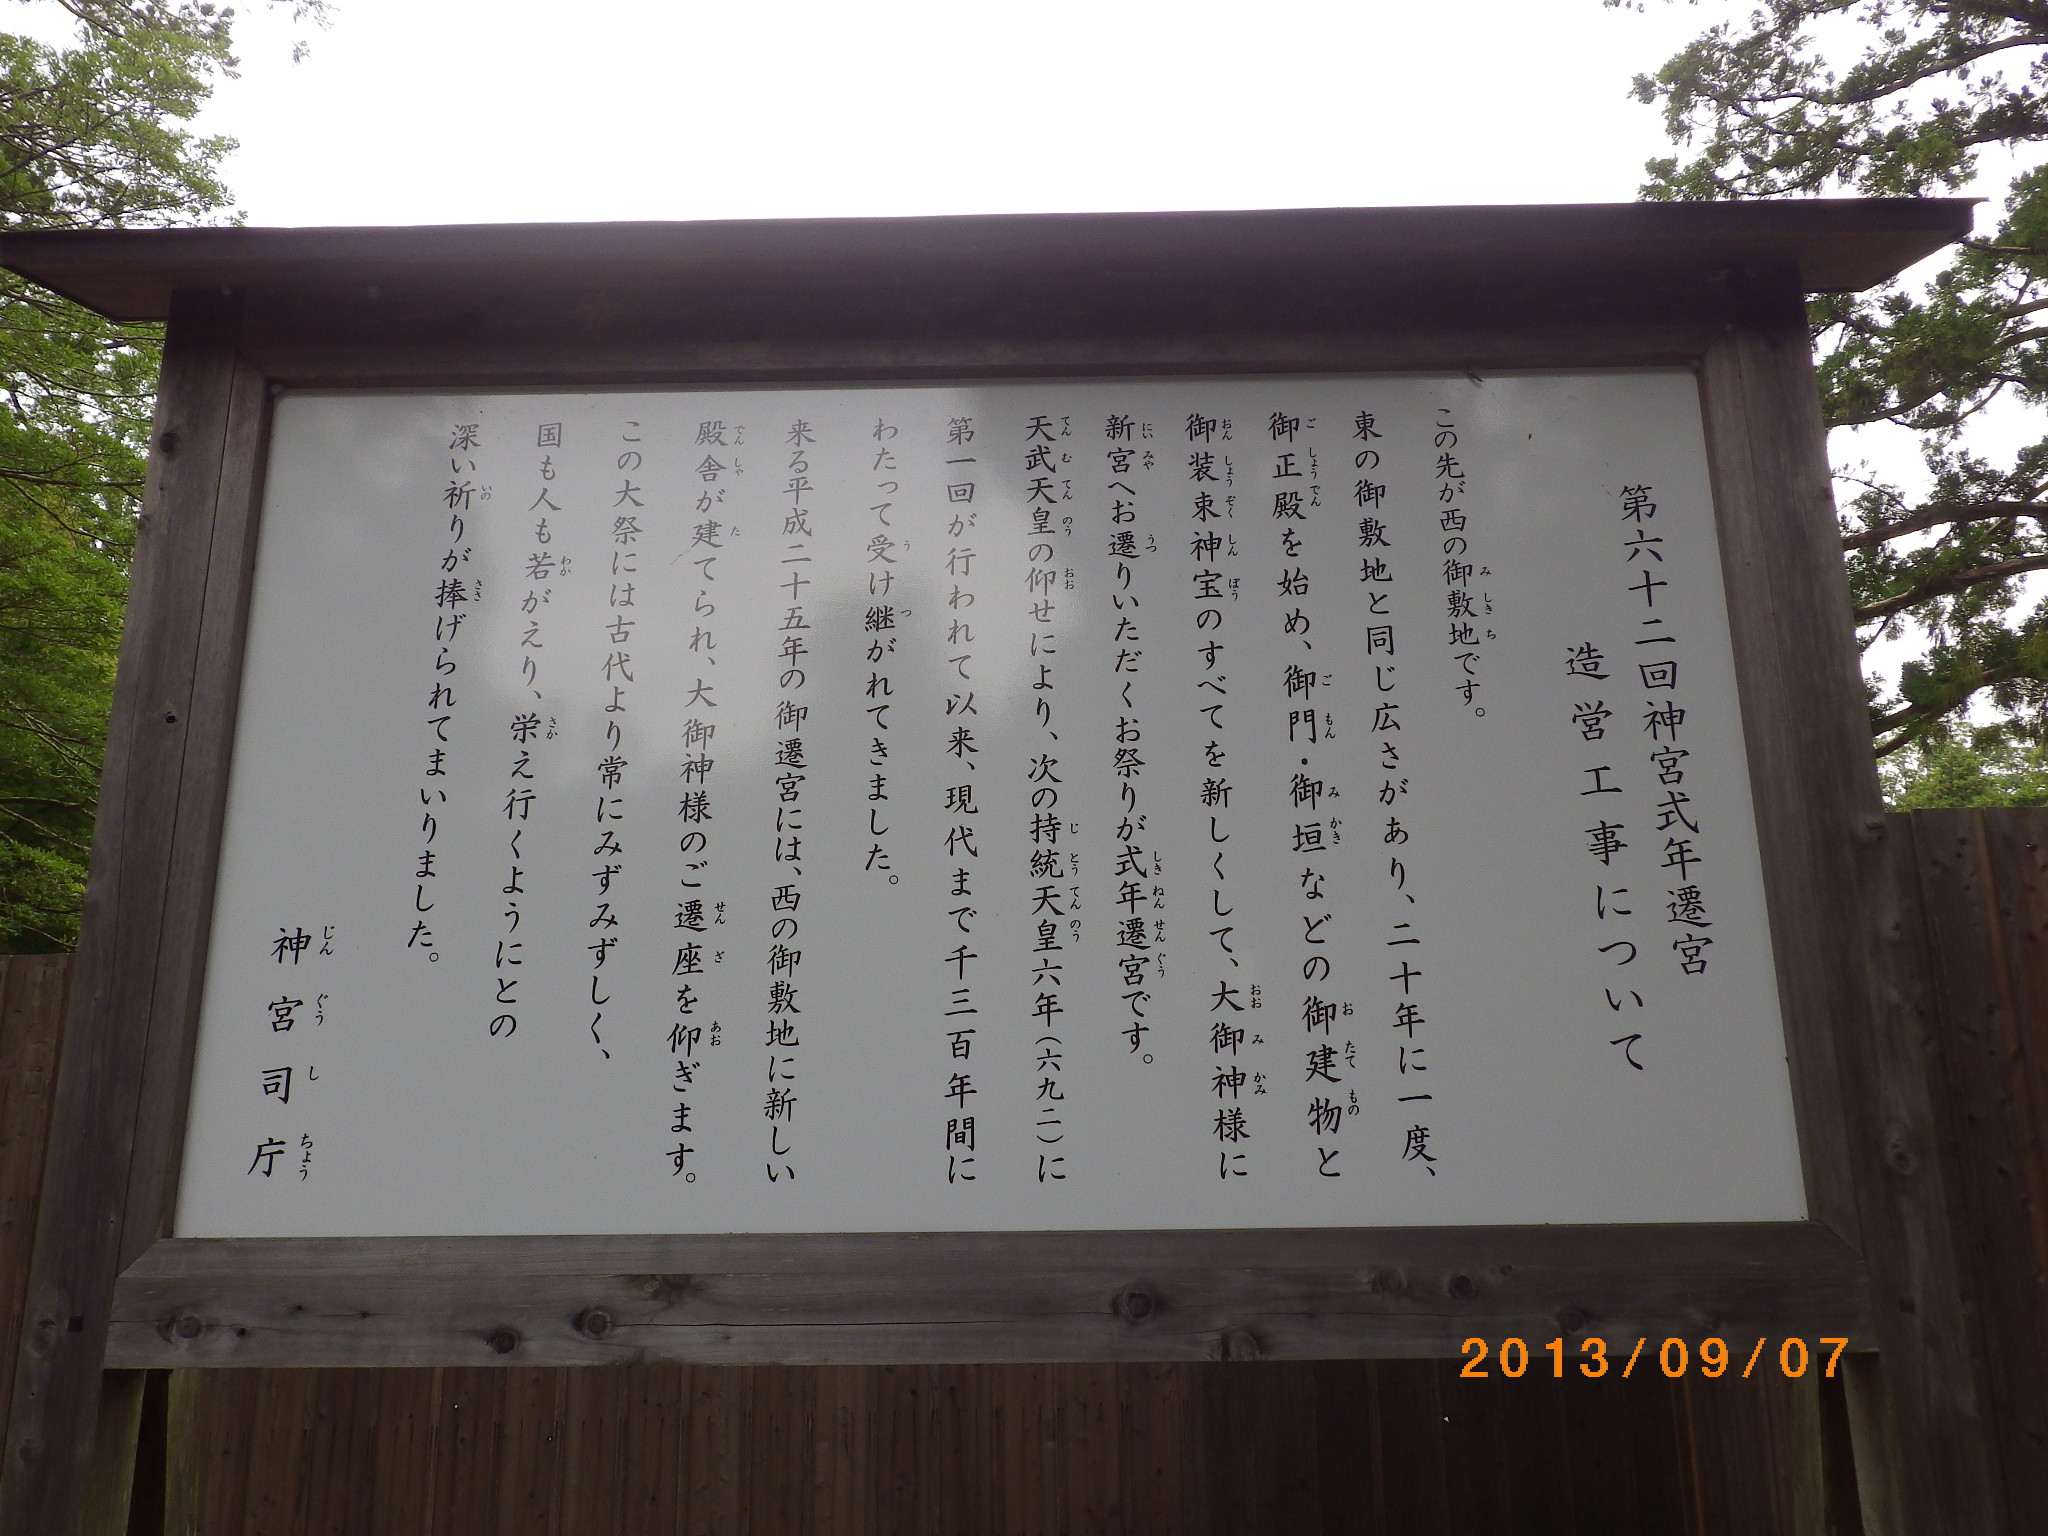 第六十二回神宮式年遷宮
造営工事について
この先が西の御敷地です。
東の御敷地と同じ広さがあり、二十年に一度、
御正殿を始め、御門・御垣などの御建物と
御装束神宝のすべてを新しくして、大御神様に
新宮へお遷りいただくお祭りが式年遷宮です。
天武天皇の仰せにより、次の持統天皇六年(六九二)に
第一回が行われて以来、現代まで千三百年間に
わたって受け継がれてきました。
来る平成二十五年の御遷宮には、西の御敷地に新しい
殿舎が建てられ、大御神様のご遷座を仰ぎます。
この大祭には古代より常にみずみずしく、
国も人も若がえり、栄え行くようにとの
深い祈りが捧げられてまいりました。
神宮司庁
2013/09/07